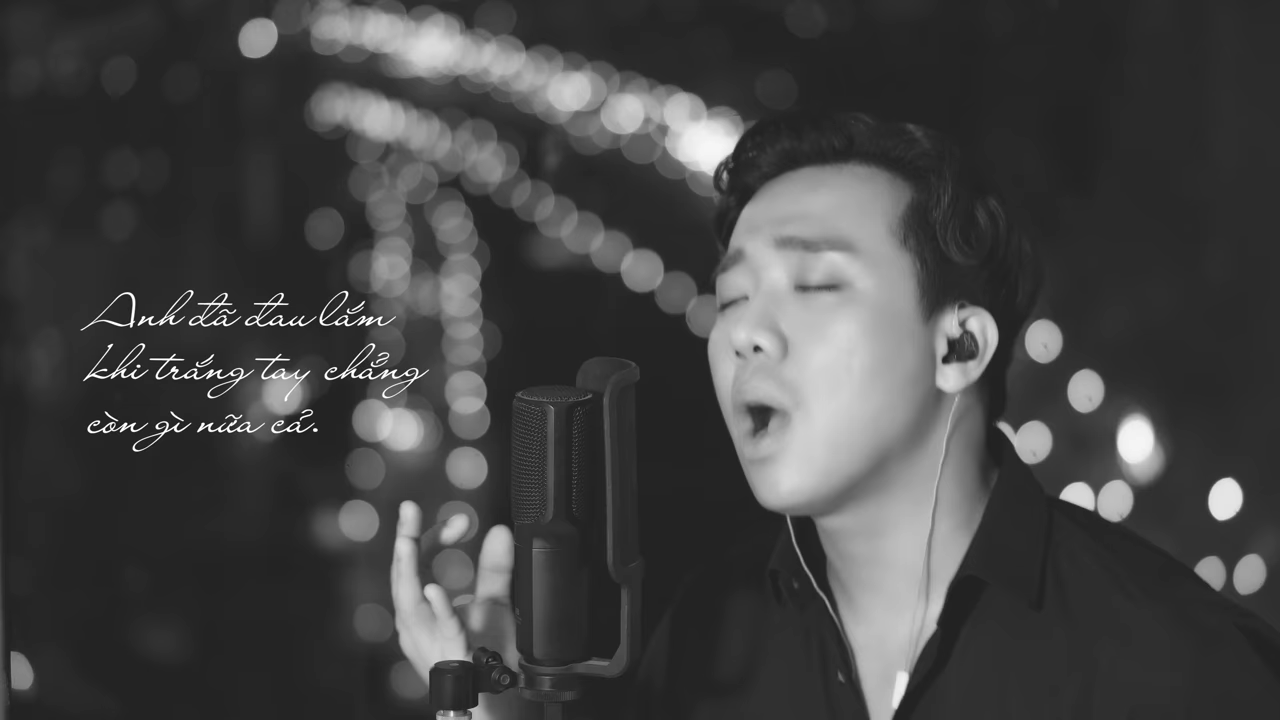 Anh đã đau lắm
khi trắng tay chẳng
còn gì nữa cả.